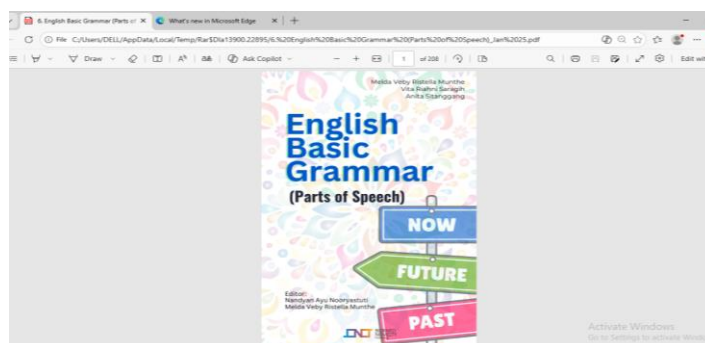 6. English Basic Grammar (Parts of
What's new in Microsoft Edge
File C:/Users/DELL/AppData/Local/Temp/Rar$DIa13900.22895/6.%20English%20Basic%20Grammar%20(Parts%20of%20Speech)_Jan%2025.pdf
Draw
Ask Copilot
1 of 208
Edit wit
Melda Veby Ristella Munthe
Vita Riahni Saragih
Anita Sitanggang
English
Basic
Grammar
(Parts of Speech)
NOW
FUTURE
PAST
Editor:
Nandyan Ayu Nooryastuti
Melda Veby Ristella Munthe
Activate Windows
Go to Settings to activate Windo